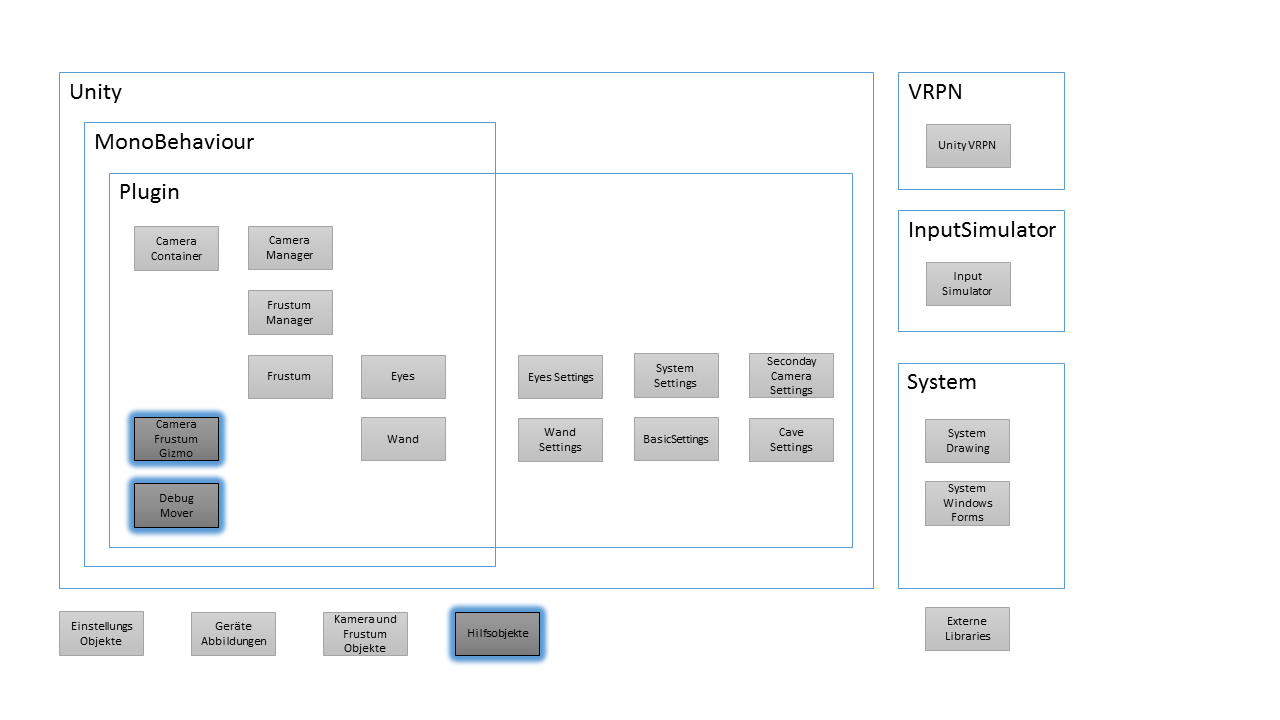 Unity
MonoBehaviour
Plugin
Camera
Container
Camera
Manager
Frustum
Manager
Frustum
Eyes
Camera
Frustum
Gizmo
Wand
Debug
Mover
Eyes Settings
System
Settings
Seconday
Camera
Settings
Wand
Settings
BasicSettings
Cave
Settings
VRPN
Unity VRPN
InputSimulator
Input
Simulator
System
System
Drawing
System
Windows
Forms
Einstellungs
Objekte
Geräte
Abbildungen
Kamera und
Frustum
Objekte
Hilfsobjekte
Externe
Libraries